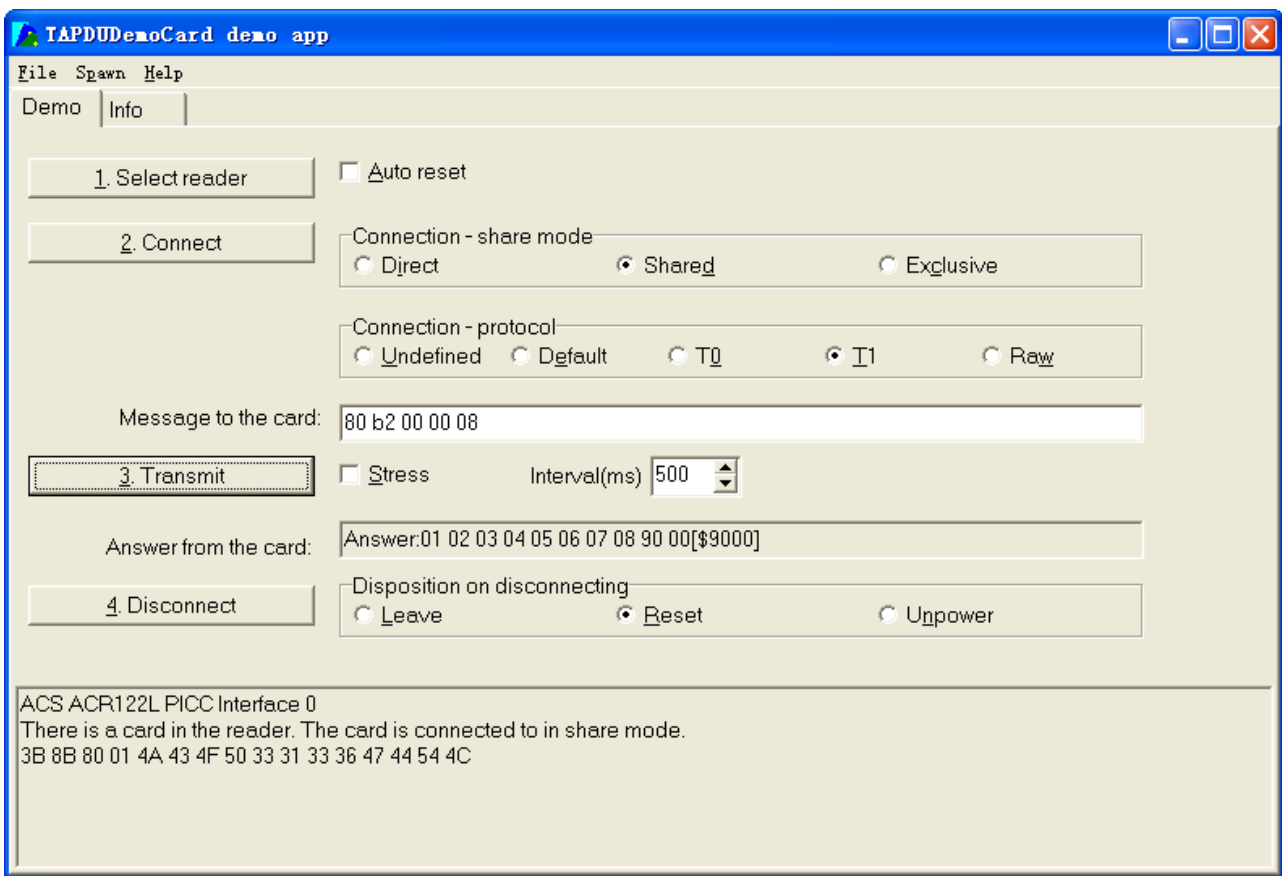 TAPDUDemoCard demo app
File Spawn Help
Demo Info
1. Select reader Auto reset
2. Connect
Connection - share mode
Direct Shared Exclusive
Connection - protocol
Undefined Default T0 T1 Raw
Message to the card: 80 b2 00 00 08
3. Transmit Stress Interval(ms) 500
Answer from the card: Answer:01 02 03 04 05 06 07 08 90 00[$9000]
Disposition on disconnecting
4. Disconnect Leave Reset Unpower
ACS ACR122L PICC Interface 0
There is a card in the reader. The card is connected to in share mode.
3B 8B 80 01 4A 43 4F 50 33 31 33 36 47 44 54 4C